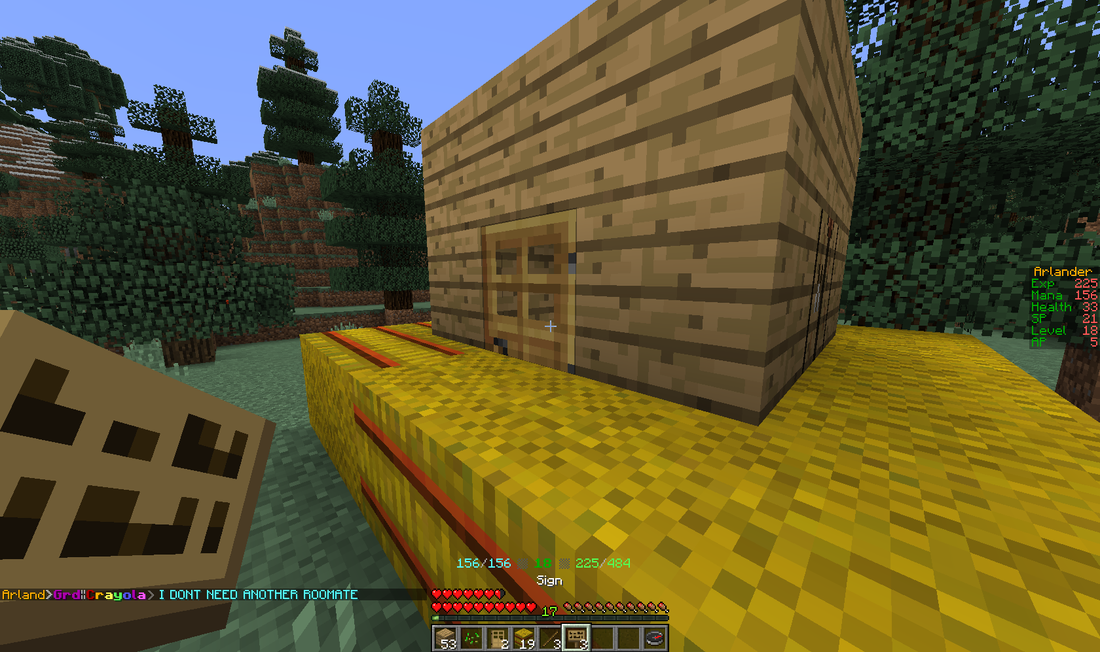 Arlander
Exp 225
Mana 156
Health 33
SP 21
Level 18
AP 5
156/156 18 225/484
Sign
Arland>Grd¦Crayola> I DONT NEED ANOTHER ROOMATE
17
53 2 19 3 3